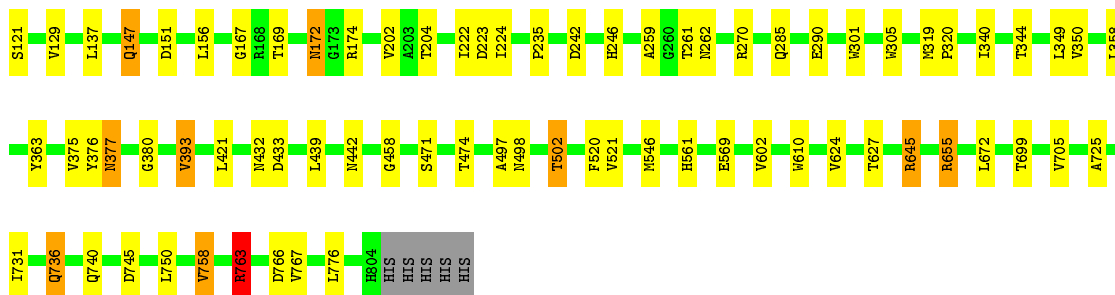 S121 V129 L137 Q147 D151 L156 G167 R168 T169 N172 G173 R174 V202 A203 T204 I222 D223 I224 P235 D242 H246 A259 G260 T261 N262 R270 Q285 E290 W301 W305 M319 P320 I340 T344 L349 V350
Y363 V375 Y376 N377 G380 V393 L421 N432 D433 L439 N442 G458 S471 T474 A497 N498 T502 F520 V521 M546 H561 E569 V602 W610 V624 T627 R645 R655 L672 T699 V705 A725
I731 Q736 Q740 D745 L750 V758 R763 D766 V767 L776 H804 HIS HIS HIS HIS HIS